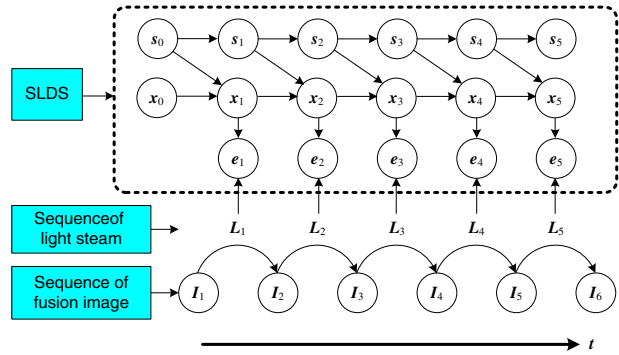 s0 s1 s2 s3 s4 s5
SLDS
x0 x1 x2 x3 x4 x5
e1 e2 e3 e4 e5
Sequenceof
light steam
L1 L2 L3 L4 L5
Sequence of
fusion image
I1 I2 I3 I4 I5 I6
t